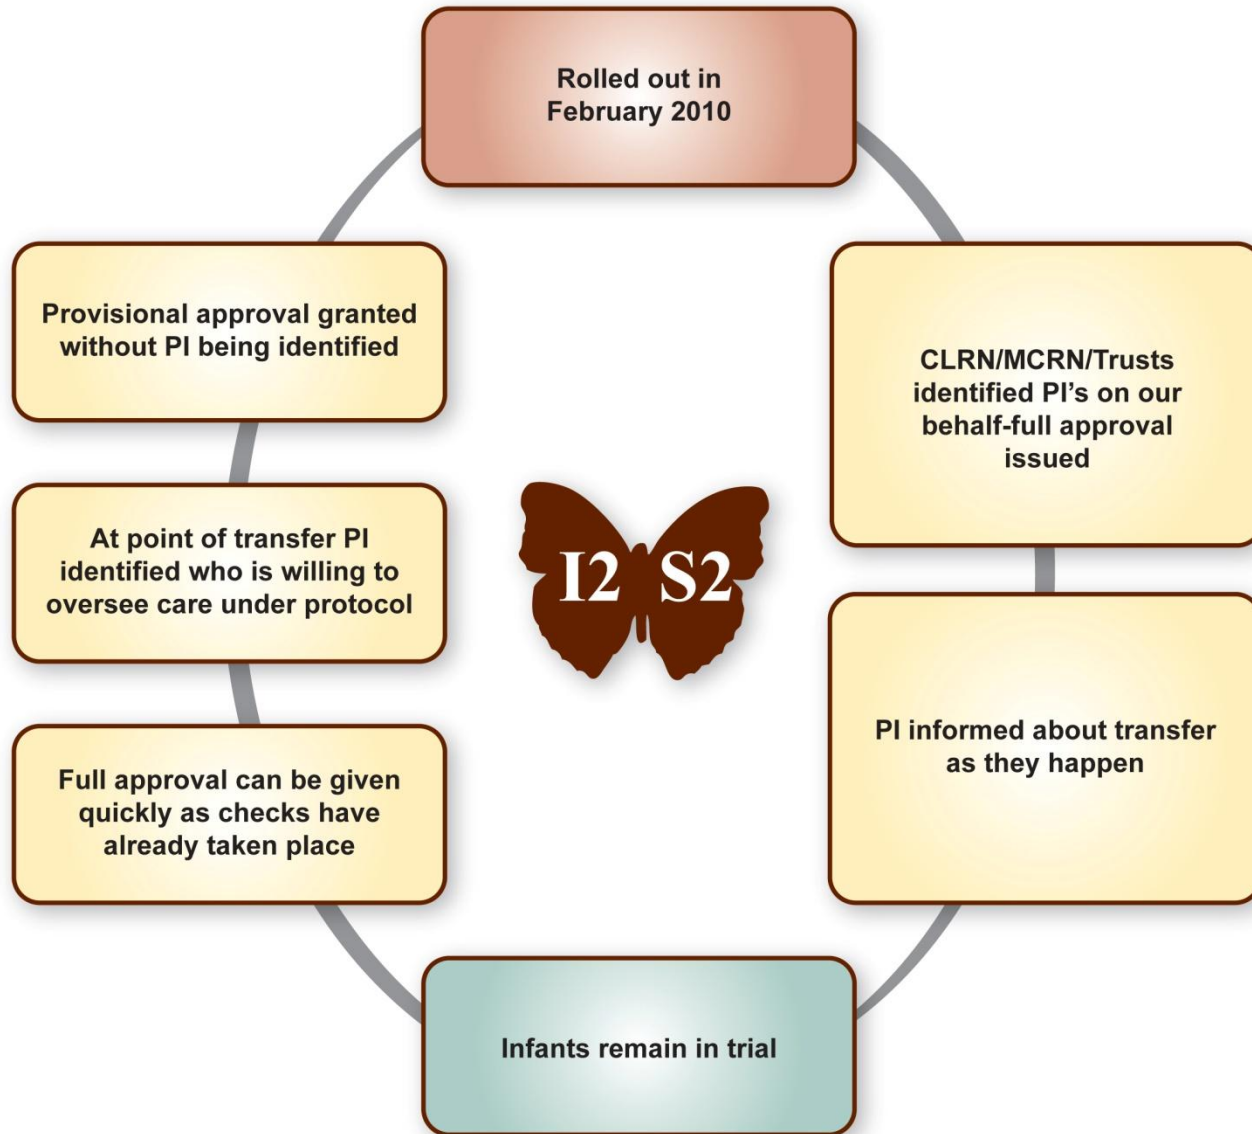 Rolled out in
February 2010
Provisional approval granted
without PI being identified
At point of transfer PI
identified who is willing to
oversee care under protocol
Full approval can be given
quickly as checks have
already taken place
I2 S2
CLRN/MCRN/Trusts
identified PI’s on our
behalf-full approval
issued
PI informed about transfer
as they happen
Infants remain in trial